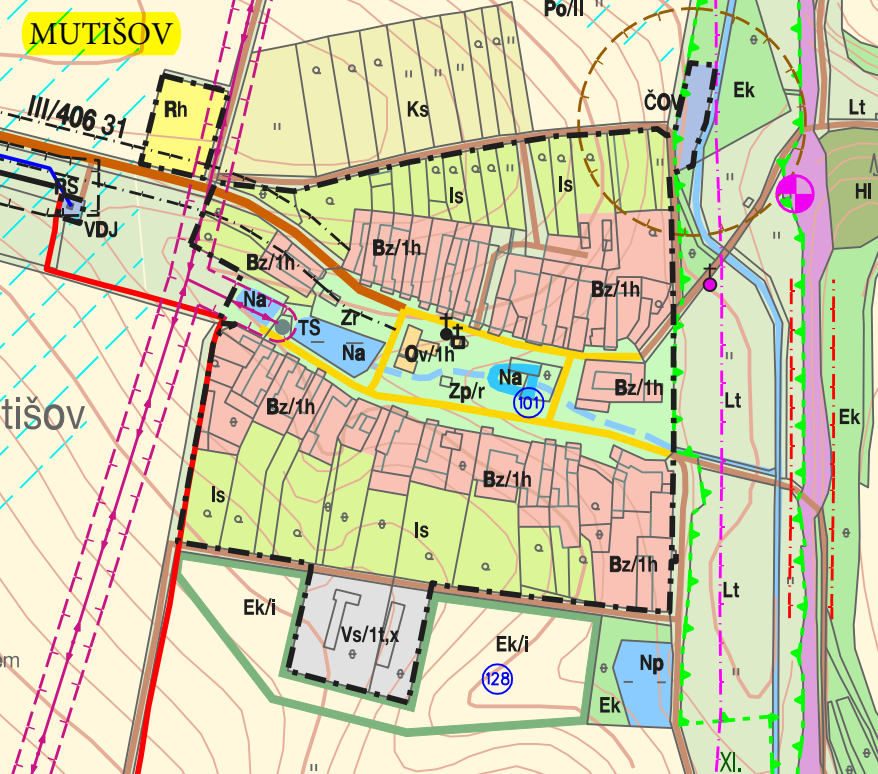 Po/II
MUTIŠOV
III/406 31
Rh
Ks
ČOV
Ek
Lt
RS
VDJ
Is
Is
Hl
Bz/1h
Bz/1h
Bz/1h
Na
TS
Zr
Na
Ov/1h
Zp/r
Na
101
Bz/1h
tišov
Bz/1h
Lt
Ek
Is
Bz/1h
Is
Bz/1h
Lt
Ek/i
Vs/1t,x
Ek/i
128
Np
Ek
em
XI.